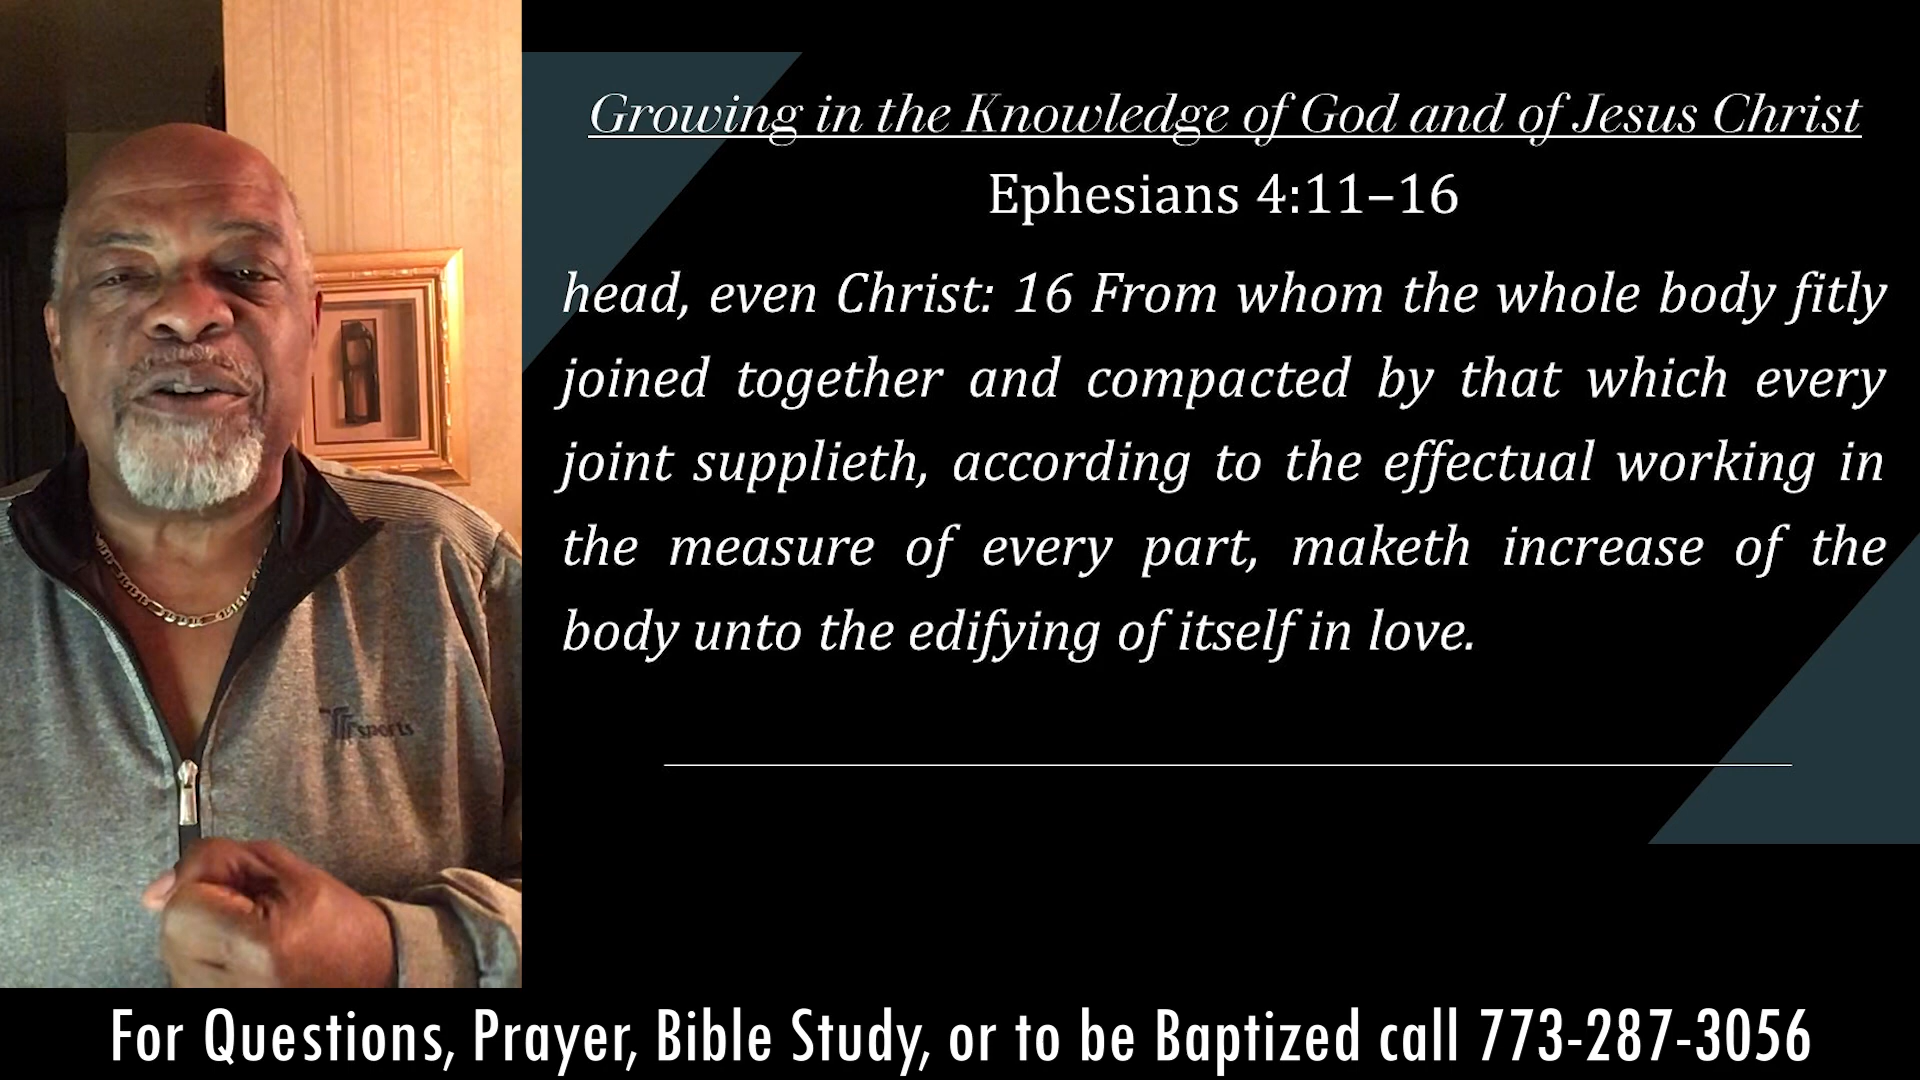 Growing in the Knowledge of God and of Jesus Christ
Ephesians 4:11–16
head, even Christ: 16 From whom the whole body fitly
joined together and compacted by that which every
joint supplieth, according to the effectual working in
the measure of every part, maketh increase of the
body unto the edifying of itself in love.
sports
For Questions, Prayer, Bible Study, or to be Baptized call 773-287-3056